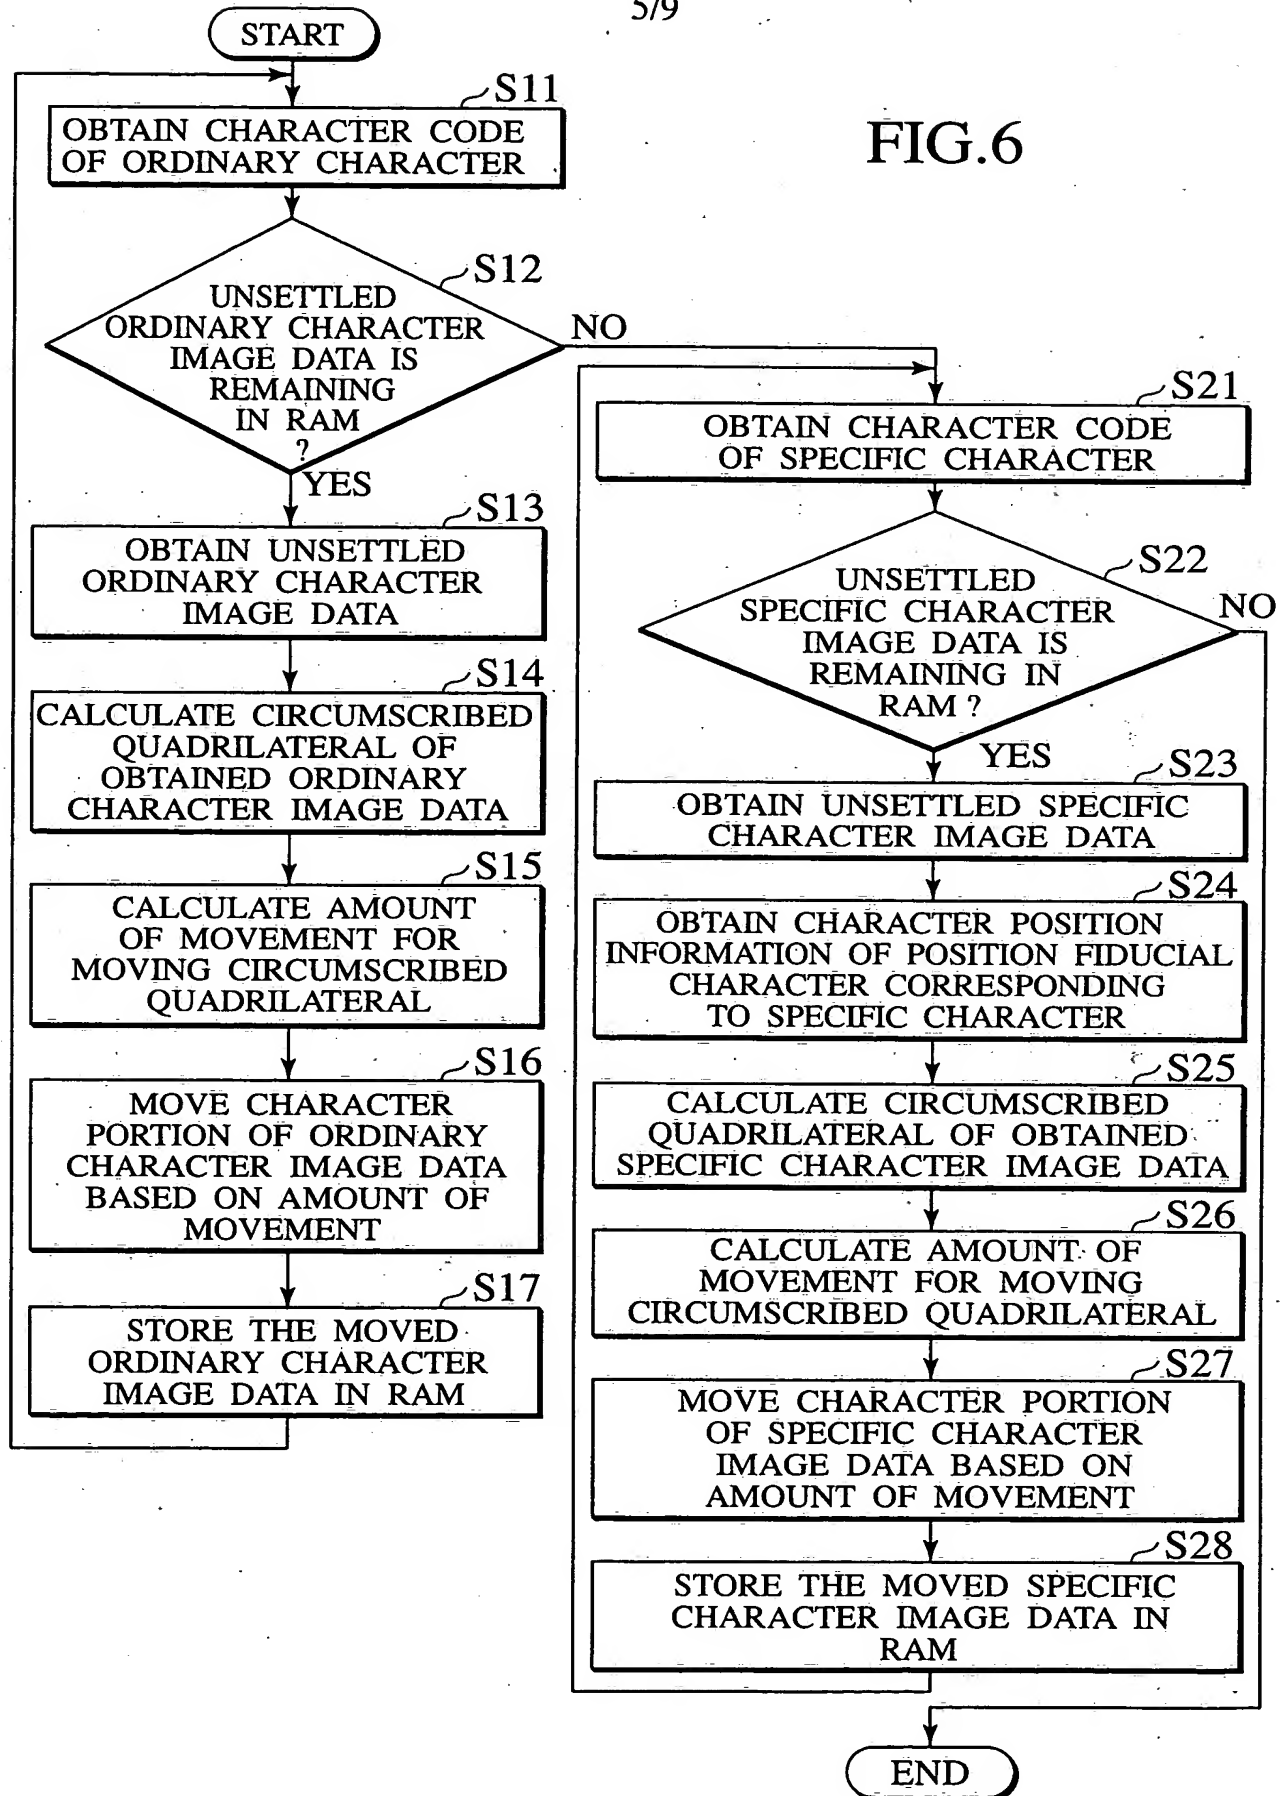 5/9
FIG.6
START
S11
OBTAIN CHARACTER CODE
OF ORDINARY CHARACTER
S12
UNSETTLED
ORDINARY CHARACTER
IMAGE DATA IS
REMAINING
IN RAM
?
NO
YES
S13
OBTAIN UNSETTLED
ORDINARY CHARACTER
IMAGE DATA
S14
CALCULATE CIRCUMSCRIBED
QUADRILATERAL OF
OBTAINED ORDINARY
CHARACTER IMAGE DATA
S15
CALCULATE AMOUNT
OF MOVEMENT FOR
MOVING CIRCUMSCRIBED
QUADRILATERAL
S16
MOVE CHARACTER
PORTION OF ORDINARY
CHARACTER IMAGE DATA
BASED ON AMOUNT OF
MOVEMENT
S17
STORE THE MOVED
ORDINARY CHARACTER
IMAGE DATA IN RAM
S21
OBTAIN CHARACTER CODE
OF SPECIFIC CHARACTER
S22
UNSETTLED
SPECIFIC CHARACTER
IMAGE DATA IS
REMAINING IN
RAM ?
NO
YES
S23
OBTAIN UNSETTLED SPECIFIC
CHARACTER IMAGE DATA
S24
OBTAIN CHARACTER POSITION
INFORMATION OF POSITION FIDUCIAL
CHARACTER CORRESPONDING
TO SPECIFIC CHARACTER
S25
CALCULATE CIRCUMSCRIBED
QUADRILATERAL OF OBTAINED
SPECIFIC CHARACTER IMAGE DATA
S26
CALCULATE AMOUNT OF
MOVEMENT FOR MOVING
CIRCUMSCRIBED QUADRILATERAL
S27
MOVE CHARACTER PORTION
OF SPECIFIC CHARACTER
IMAGE DATA BASED ON
AMOUNT OF MOVEMENT
S28
STORE THE MOVED SPECIFIC
CHARACTER IMAGE DATA IN
RAM
END